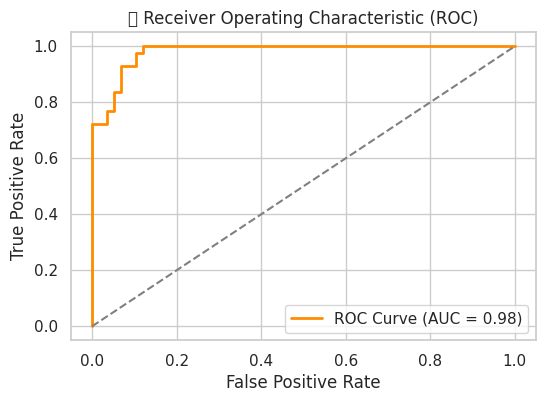 ▯ Receiver Operating Characteristic (ROC)
1.0
0.8
0.6
0.4
0.2
0.0
True Positive Rate
ROC Curve (AUC = 0.98)
0.0 0.2 0.4 0.6 0.8 1.0
False Positive Rate